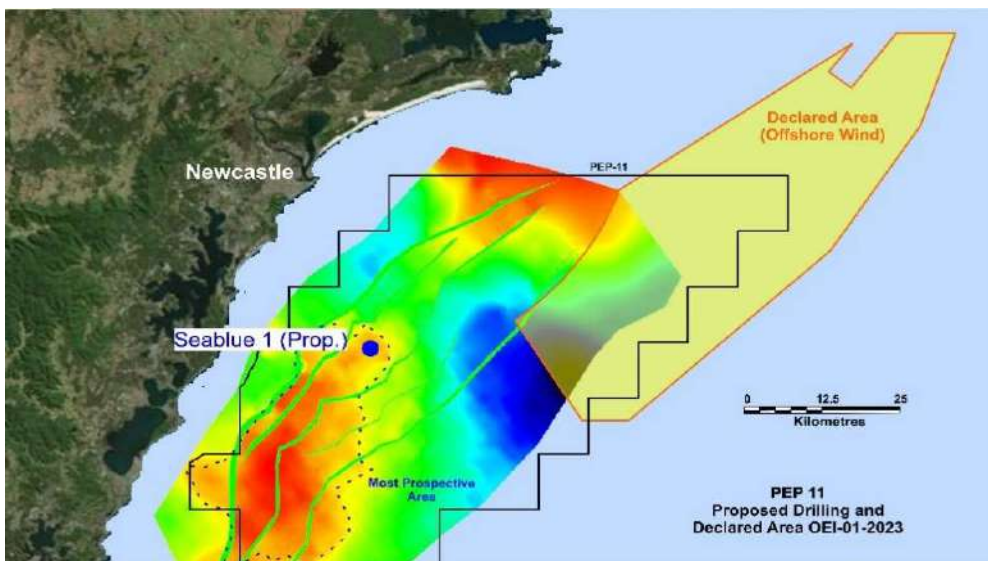 Declared Area
(Offshore Wind)
PEP-11
Newcastle
Seablue 1 (Prop.)
0 12.5 25
Kilometres
Most Prospective
Area
PEP 11
Proposed Drilling and
Declared Area OEI-01-2023